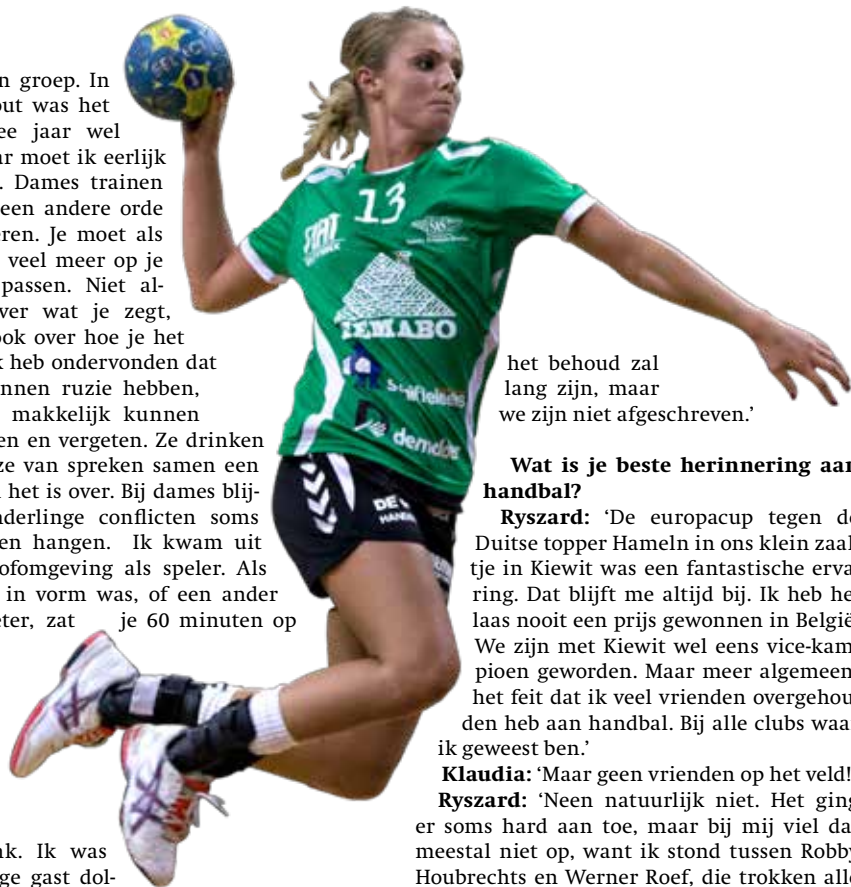 n groep. In
out was het
ee jaar wel
ar moet ik eerlijk
. Dames trainen
een andere orde
eren. Je moet als
veel meer op je
passen. Niet al-
ver wat je zegt,
ook over hoe je het
k heb ondervonden dat
nnen ruzie hebben,
makkelijk kunnen
en en vergeten. Ze drinken
ze van spreken samen een
n het is over. Bij dames blij-
nderlinge conflicten soms
en hangen. Ik kwam uit
ofomgeving als speler. Als
in vorm was, of een ander
eter, zat je 60 minuten op
nk. Ik was
ge gast dol-
13
DE
HAN
het behoud zal
lang zijn, maar
we zijn niet afgeschreven.’
Wat is je beste herinnering aan
handbal?
Ryszard: ‘De europacup tegen de
Duitse topper Hameln in ons klein zaal
tje in Kiewit was een fantastische erva
ring. Dat blijft me altijd bij. Ik heb he
laas nooit een prijs gewonnen in België
We zijn met Kiewit wel eens vice-kam
pioen geworden. Maar meer algemeen
het feit dat ik veel vrienden overgehou
den heb aan handbal. Bij alle clubs waar
ik geweest ben.’
Klaudia: ‘Maar geen vrienden op het veld!
Ryszard: ‘Neen natuurlijk niet. Het ging
er soms hard aan toe, maar bij mij viel da
meestal niet op, want ik stond tussen Robby
Houbrechts en Werner Roef, die trokken alle